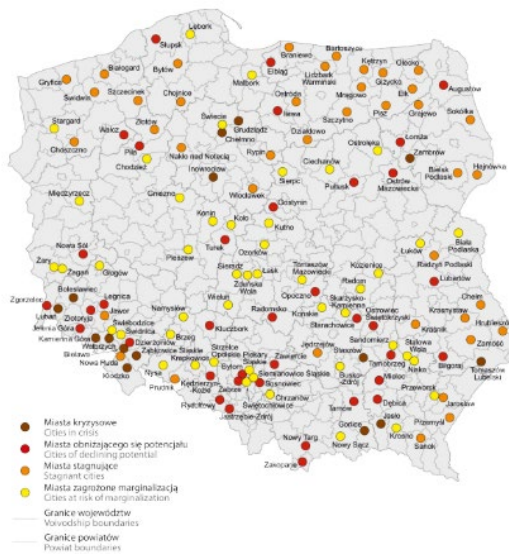 Lębork
Słupsk
Braniewo
Bartoszyce
Białogard
Bytów
Elbląg
Kętrzyn
Olecko
Gryfice
Malbork
Lidzbark
Warmiński
Giżycko
Augustów
Świdwin
Szczecinek
Chojnice
Ostróda
Mrągowo
Ełk
Iława
Pisz
Grajewo
Sokółka
Stargard
Złotów
Świecie
Szczytno
Wałcz
Grudziądz
Działdowo
Choszczno
Piła
Chełmno
Ostrołęka
Łomża
Zambrów
Chodzież
Nakło nad Notecią
Rypin
Ciechanów
Hajnówka
Inowrocław
Sierpc
Bielsk
Podlaski
Międzyrzecz
Włocławek
Pułtusk
Ostrów
Mazowiecka
Gniezno
Gostynin
Konin
Koło
Kutno
Nowa Sól
Turek
Ozorków
Łuków
Biała
Podlaska
Pleszew
Radzyń Podlaski
Żary
Żagań
Głogów
Sieradz
Łask
Zduńska
Wola
Tomaszów
Mazowiecki
Kozienice
Bolesławiec
Radom
Lubartów
Zgorzelec
Legnica
Wieluń
Opoczno
Skarżysko-
Kamienna
Chełm
Lubań
Złotoryja
Jawor
Namysłów
Radomsko
Końskie
Ostrowiec
Świętokrzyski
Krasnystaw
Jelenia Góra
Świebodzice
Świdnica
Kluczbork
Starachowice
Kraśnik
Hrubieszów
Kamienna Góra
Dzierżoniów
Brzeg
Sandomierz
Stalowa
Wola
Zamość
Wałbrzych
Ząbkowice Śląskie
Strzelce
Opolskie
Piekary
Śląskie
Zawiercie
Jędrzejów
Staszów
Tarnobrzeg
Bielawa
Krapkowice
Bytom
Siemianowice Śląskie
Nisko
Biłgoraj
Tomaszów
Lubelski
Nowa Ruda
Nysa
Kędzierzyn-
Koźle
Zabrze
Sosnowiec
Busko-
Zdrój
Mielec
Przeworsk
Kłodzko
Prudnik
Chrzanów
Jarosław
Rydułtowy
Świętochłowice
Tarnów
Dębica
Jastrzębie-Zdrój
Jasło
Przemyśl
Gorlice
Krosno
Nowy Targ
Nowy Sącz
Sanok
Zakopane
Miasta kryzysowe
Cities in crisis
Miasta obniżającego się potencjału
Cities of declining potential
Miasta stagnujące
Stagnant cities
Miasta zagrożone marginalizacją
Cities at risk of marginalization
Granice województw
Voivodship boundaries
Granice powiatów
Powiat boundaries